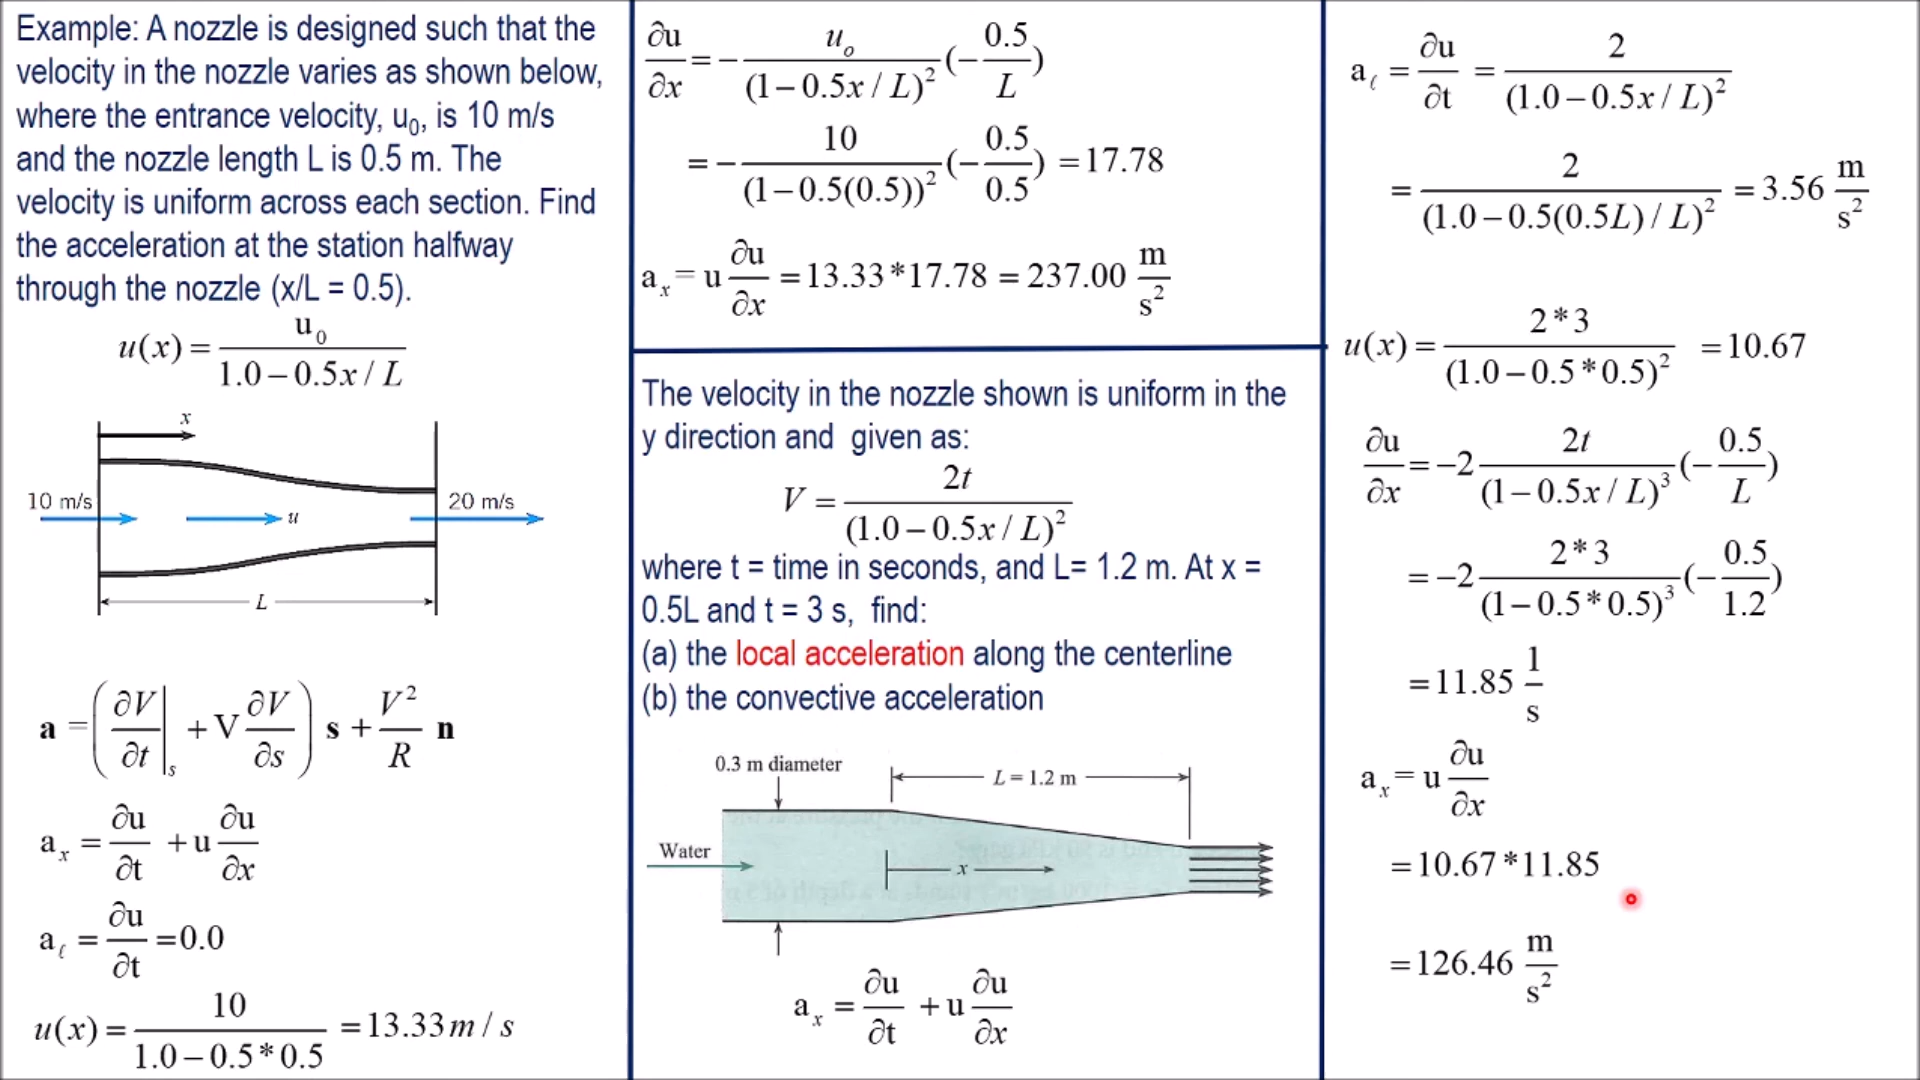 Example: A nozzle is designed such that the
velocity in the nozzle varies as shown below,
where the entrance velocity, u₀, is 10 m/s
and the nozzle length L is 0.5 m. The
velocity is uniform across each section. Find
the acceleration at the station halfway
through the nozzle (x/L = 0.5).
u(x) = u₀ / (1.0 − 0.5x / L)
x
10 m/s
u
20 m/s
L
a = (∂V/∂t|ₛ + V ∂V/∂s) s + V²/R n
aₓ = ∂u/∂t + u ∂u/∂x
a_ℓ = ∂u/∂t = 0.0
u(x) = 10 / (1.0 − 0.5 * 0.5) = 13.33 m / s
∂u/∂x = − uₒ / (1 − 0.5x / L)² (− 0.5/L)
= − 10 / (1 − 0.5(0.5))² (− 0.5/0.5) = 17.78
aₓ = u ∂u/∂x = 13.33 * 17.78 = 237.00 m/s²
The velocity in the nozzle shown is uniform in the
y direction and given as:
V = 2t / (1.0 − 0.5x / L)²
where t = time in seconds, and L= 1.2 m. At x =
0.5L and t = 3 s, find:
(a) the local acceleration along the centerline
(b) the convective acceleration
0.3 m diameter
L = 1.2 m
Water
x
aₓ = ∂u/∂t + u ∂u/∂x
a_ℓ = ∂u/∂t = 2 / (1.0 − 0.5x / L)²
= 2 / (1.0 − 0.5(0.5L) / L)² = 3.56 m/s²
u(x) = 2 * 3 / (1.0 − 0.5 * 0.5)² = 10.67
∂u/∂x = −2 2t / (1 − 0.5x / L)³ (− 0.5/L)
= −2 2 * 3 / (1 − 0.5 * 0.5)³ (− 0.5/1.2)
= 11.85 1/s
aₓ = u ∂u/∂x
= 10.67 * 11.85
= 126.46 m/s²